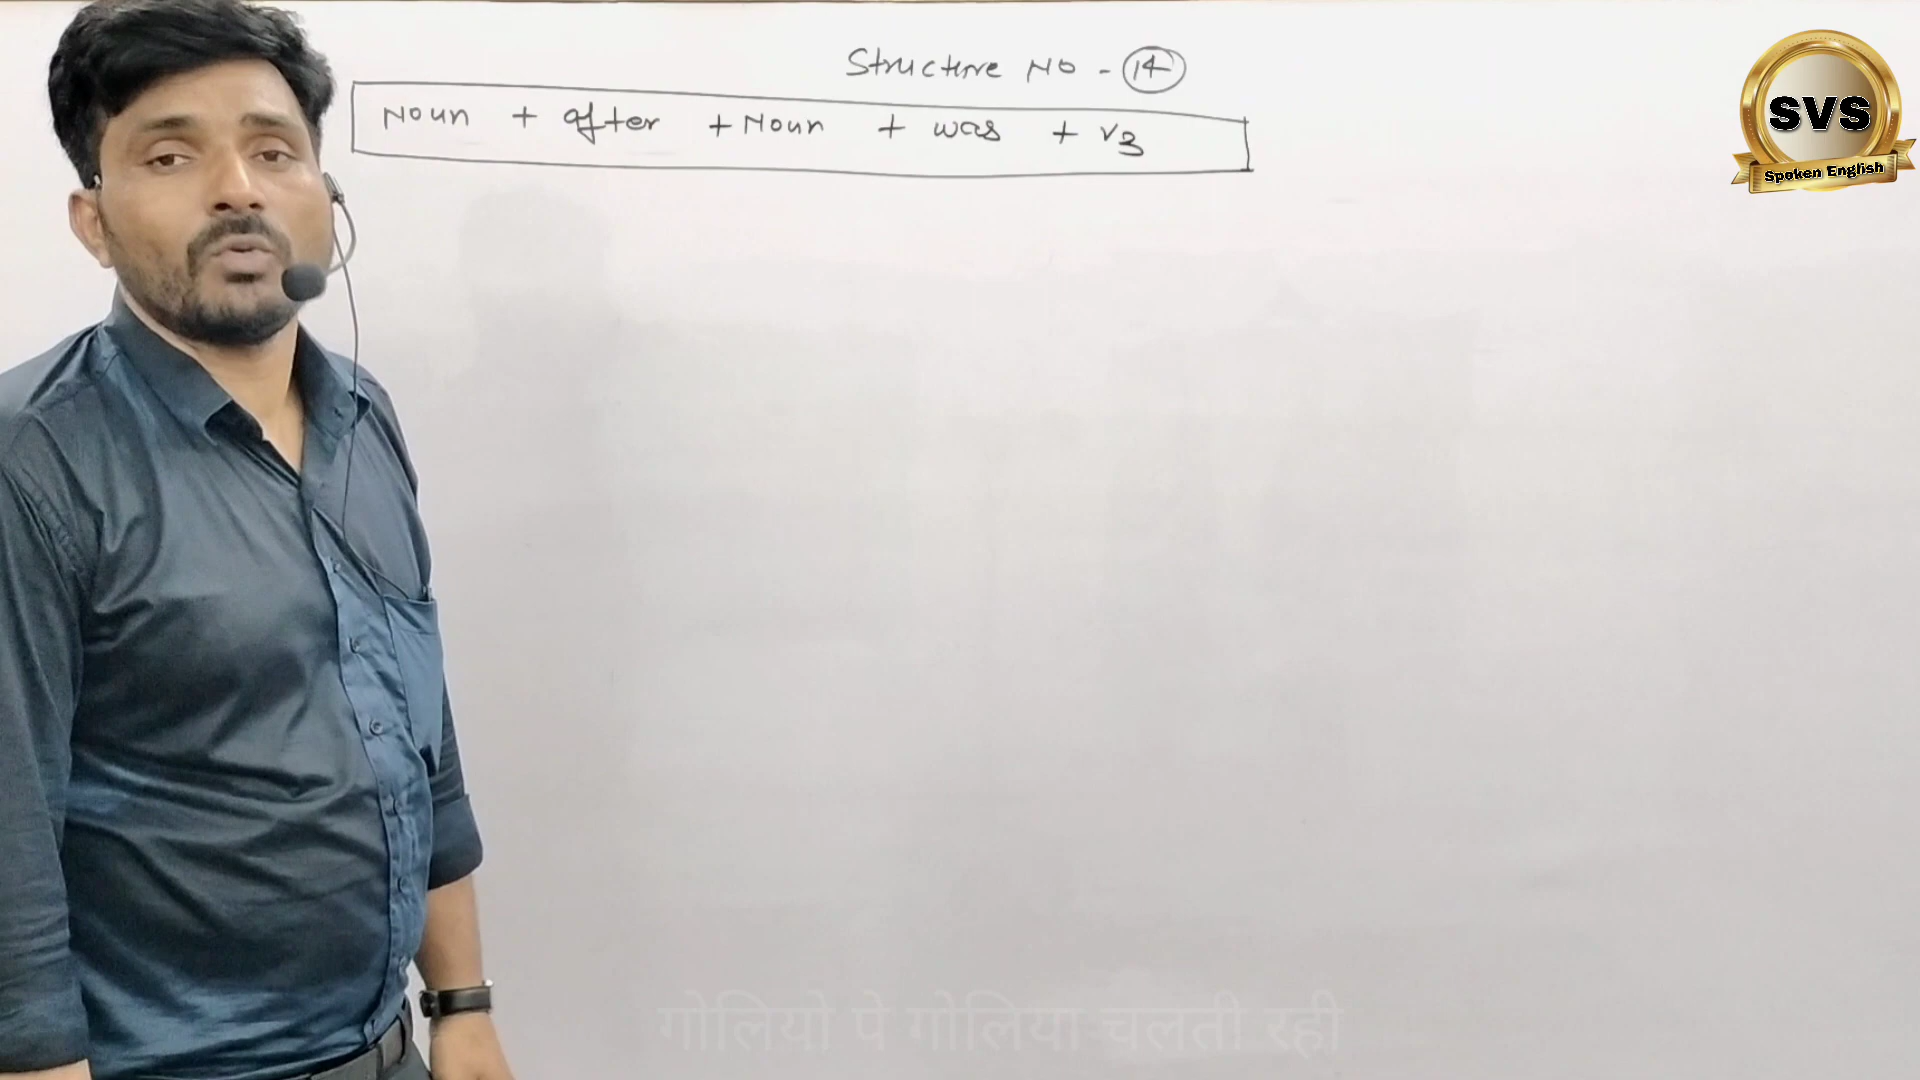 Structure No - 14
Noun + after + Noun + was + V3
SVS
Spoken English
गोलियो पे गोलिया चलती रही